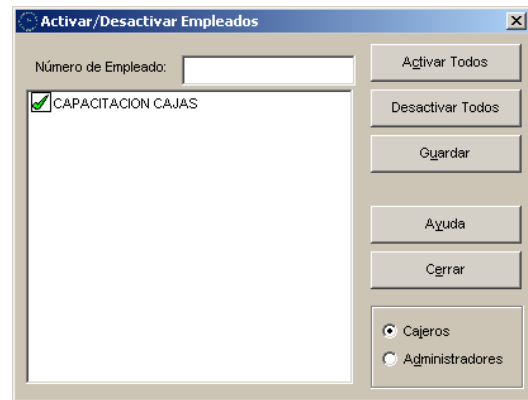 Activar/Desactivar Empleados
Número de Empleado:
CAPACITACION CAJAS
Activar Todos
Desactivar Todos
Guardar
Ayuda
Cerrar
Cajeros
Administradores